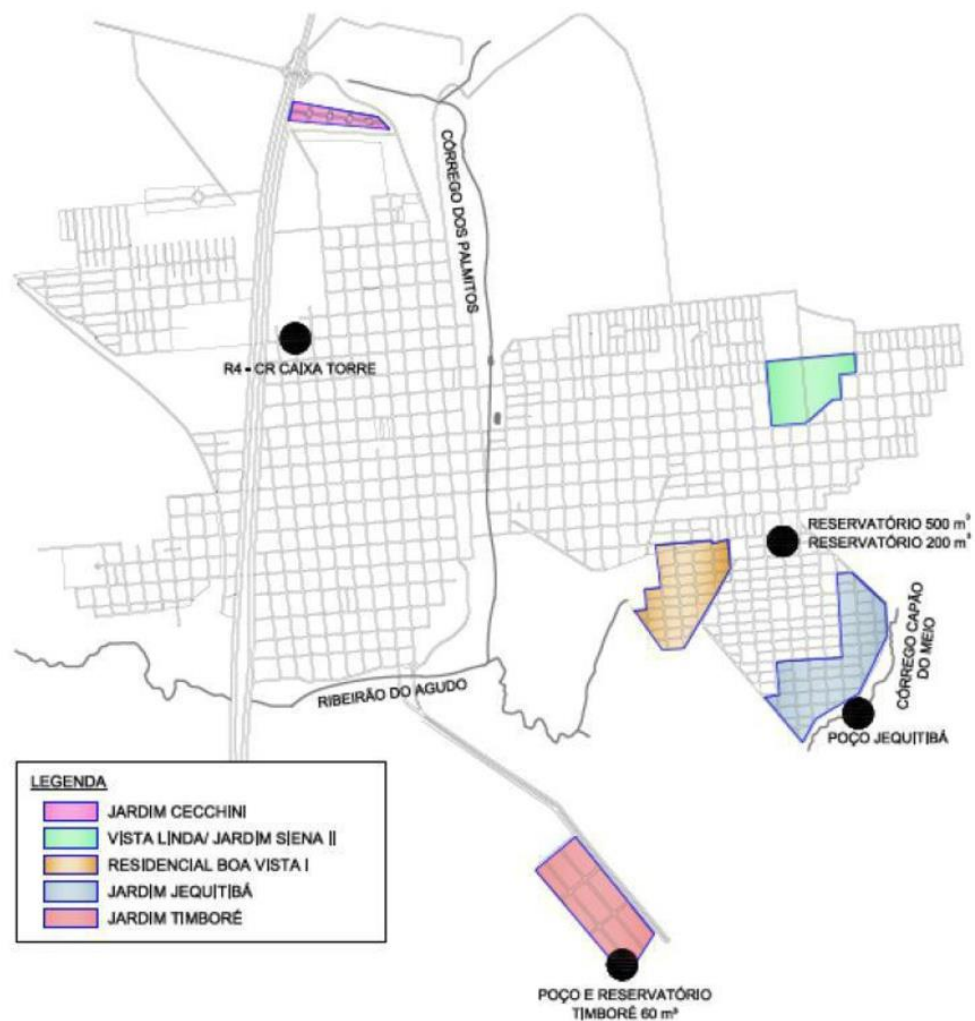 CÓRREGO DOS PALMITOS
R4 - CR CAIXA TORRE
RESERVATÓRIO 500 m³
RESERVATÓRIO 200 m³
CÓRREGO CAPÃO
DO MEIO
RIBEIRÃO DO AGUDO
POÇO JEQUITIBÁ
LEGENDA
JARDIM CECCHINI
VISTA LINDA/ JARDIM SIENA II
RESIDENCIAL BOA VISTA I
JARDIM JEQUITIBÁ
JARDIM TIMBORÉ
POÇO E RESERVATÓRIO
TIMBORÉ 60 m³